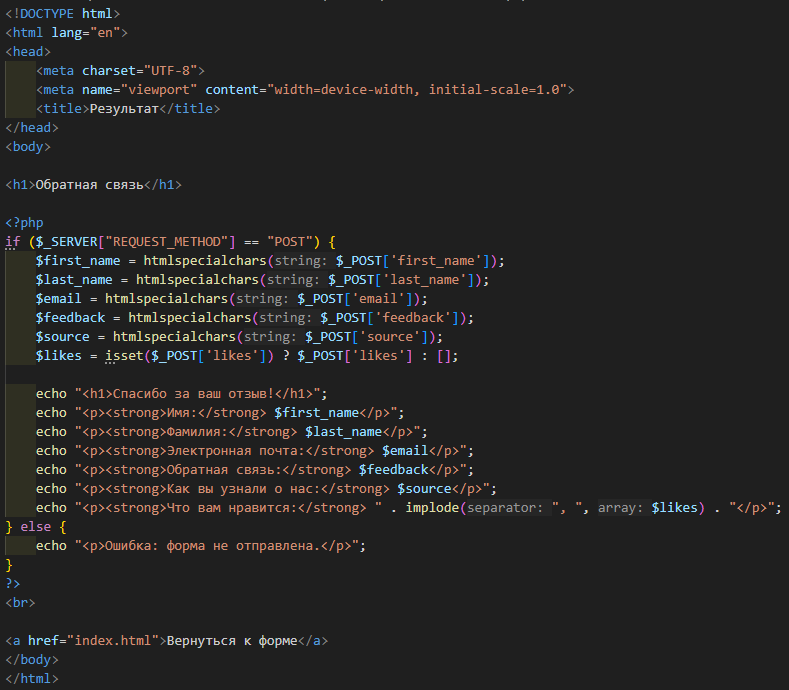 <!DOCTYPE html>
<html lang="en">
<head>
    <meta charset="UTF-8">
    <meta name="viewport" content="width=device-width, initial-scale=1.0">
    <title>Результат</title>
</head>
<body>

<h1>Обратная связь</h1>

<?php
if ($_SERVER["REQUEST_METHOD"] == "POST") {
    $first_name = htmlspecialchars(string: $_POST['first_name']);
    $last_name = htmlspecialchars(string: $_POST['last_name']);
    $email = htmlspecialchars(string: $_POST['email']);
    $feedback = htmlspecialchars(string: $_POST['feedback']);
    $source = htmlspecialchars(string: $_POST['source']);
    $likes = isset($_POST['likes']) ? $_POST['likes'] : [];

    echo "<h1>Спасибо за ваш отзыв!</h1>";
    echo "<p><strong>Имя:</strong> $first_name</p>";
    echo "<p><strong>Фамилия:</strong> $last_name</p>";
    echo "<p><strong>Электронная почта:</strong> $email</p>";
    echo "<p><strong>Обратная связь:</strong> $feedback</p>";
    echo "<p><strong>Как вы узнали о нас:</strong> $source</p>";
    echo "<p><strong>Что вам нравится:</strong> " . implode(separator: ", ", array: $likes) . "</p>";
} else {
    echo "<p>Ошибка: форма не отправлена.</p>";
}
?>
<br>

<a href="index.html">Вернуться к форме</a>
</body>
</html>